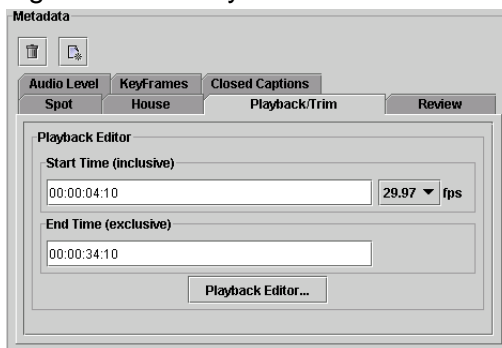 Metadata
Audio Level KeyFrames Closed Captions
Spot House Playback/Trim Review
Playback Editor
Start Time (inclusive)
00:00:04:10 29.97 fps
End Time (exclusive)
00:00:34:10
Playback Editor...